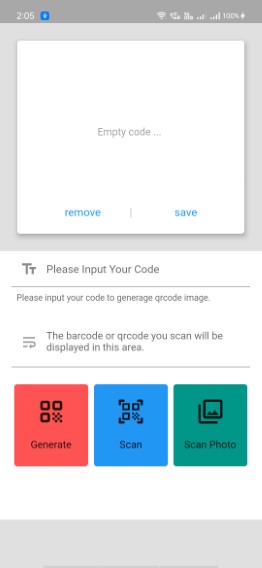 2:05 100%
Empty code ...
remove | save
Please Input Your Code
Please input your code to generage qrcode image.
The barcode or qrcode you scan will be
displayed in this area.
Generate Scan Scan Photo